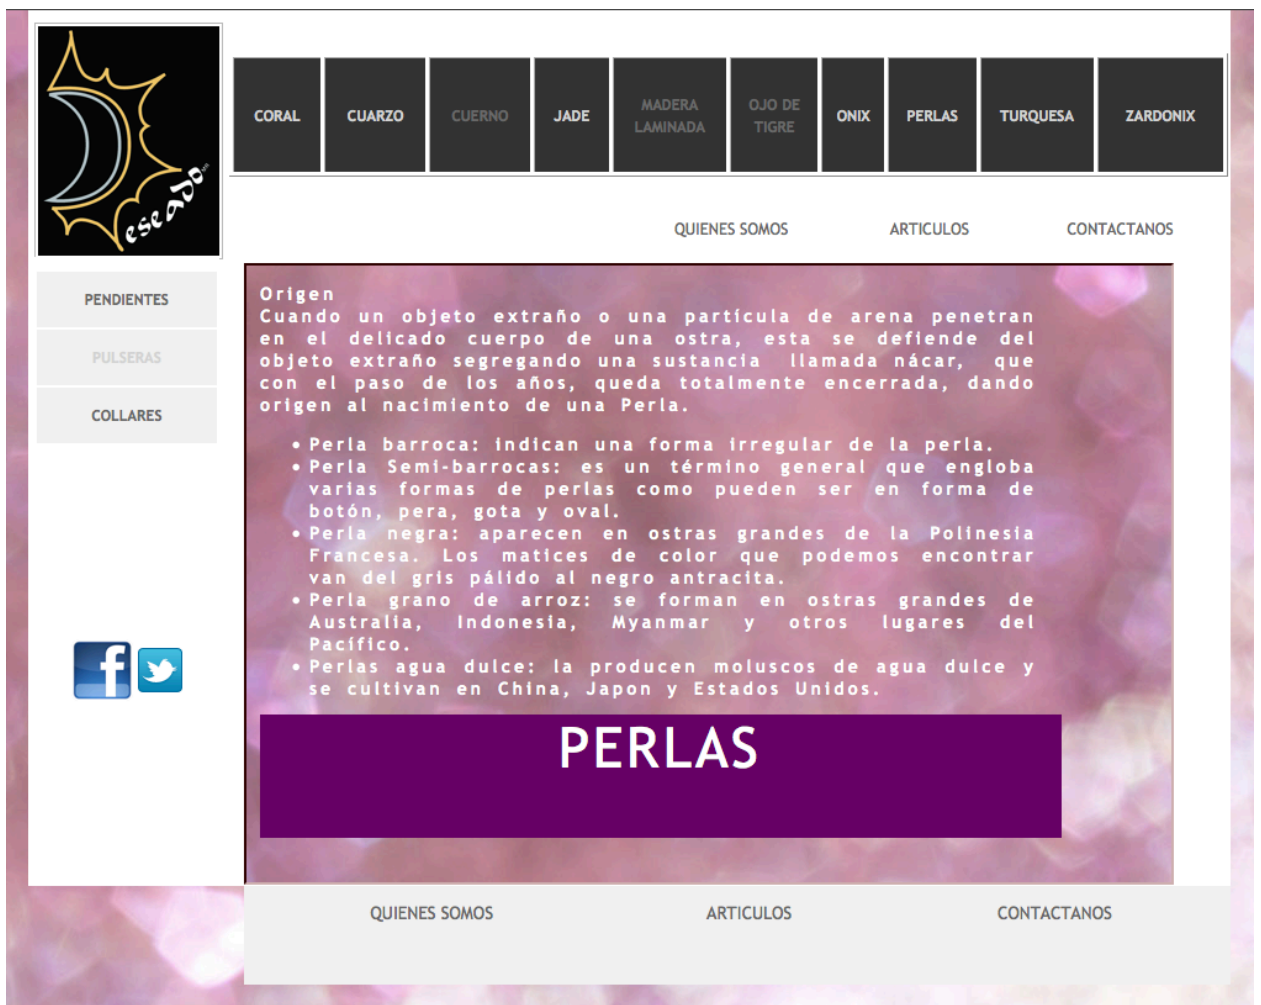 eseado
CORAL
CUARZO
CUERNO
JADE
MADERA
LAMINADA
OJO DE
TIGRE
ONIX
PERLAS
TURQUESA
ZARDONIX
QUIENES SOMOS
ARTICULOS
CONTACTANOS
PENDIENTES
PULSERAS
COLLARES
Origen
Cuando un objeto extraño o una partícula de arena penetran
en el delicado cuerpo de una ostra, esta se defiende del
objeto extraño segregando una sustancia llamada nácar, que
con el paso de los años, queda totalmente encerrada, dando
origen al nacimiento de una Perla.
• Perla barroca: indican una forma irregular de la perla.
• Perla Semi-barrocas: es un término general que engloba
varias formas de perlas como pueden ser en forma de
botón, pera, gota y oval.
• Perla negra: aparecen en ostras grandes de la Polinesia
Francesa. Los matices de color que podemos encontrar
van del gris pálido al negro antracita.
• Perla grano de arroz: se forman en ostras grandes de
Australia, Indonesia, Myanmar y otros lugares del
Pacífico.
• Perlas agua dulce: la producen moluscos de agua dulce y
se cultivan en China, Japon y Estados Unidos.
PERLAS
QUIENES SOMOS
ARTICULOS
CONTACTANOS